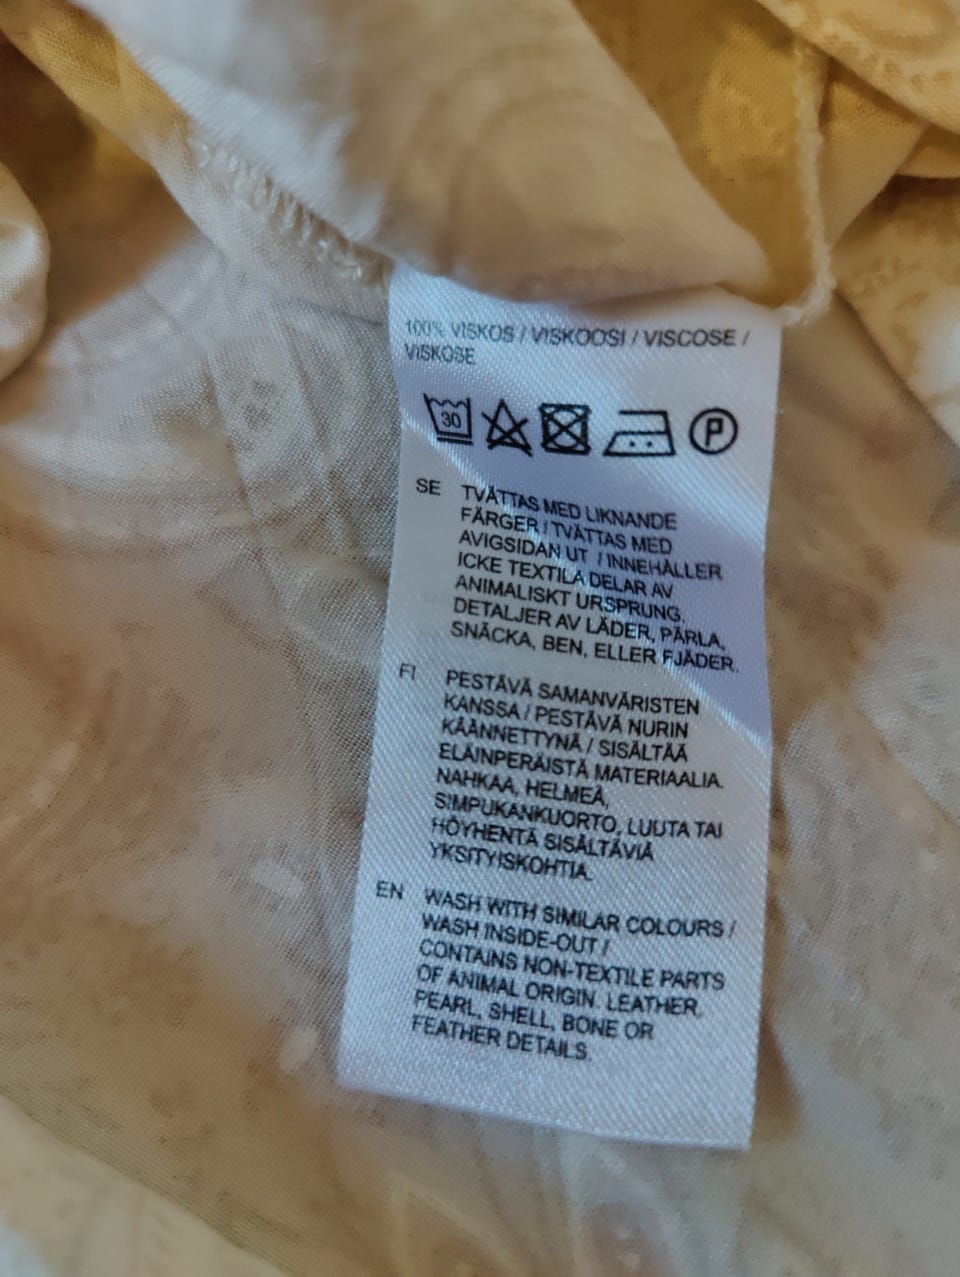 100% VISKOS / VISKOOSI / VISCOSE /
VISKOSE
30
P
SE TVÄTTAS MED LIKNANDE
FÄRGER / TVÄTTAS MED
AVIGSIDAN UT / INNEHÅLLER
ICKE TEXTILA DELAR AV
ANIMALISKT URSPRUNG.
DETALJER AV LÄDER, PÄRLA,
SNÄCKA, BEN, ELLER FJÄDER.
FI PESTÄVÄ SAMANVÄRISTEN
KANSSA / PESTÄVÄ NURIN
KÄÄNNETTYNÄ / SISÄLTÄÄ
ELÄINPERÄISTÄ MATERIAALIA.
NAHKAA, HELMEÄ,
SIMPUKANKUORTO, LUUTA TAI
HÖYHENTÄ SISÄLTÄVIÄ
YKSITYISKOHTIA.
EN WASH WITH SIMILAR COLOURS /
WASH INSIDE-OUT /
CONTAINS NON-TEXTILE PARTS
OF ANIMAL ORIGIN. LEATHER,
PEARL, SHELL, BONE OR
FEATHER DETAILS.